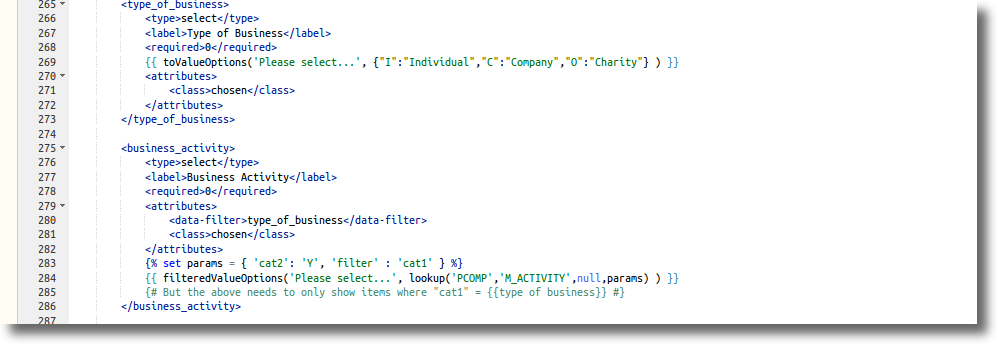 265 <type_of_business>
266 <type>select</type>
267 <label>Type of Business</label>
268 <required>0</required>
269 {{ toValueOptions('Please select...', {"I":"Individual","C":"Company","O":"Charity"} ) }}
270 <attributes>
271 <class>chosen</class>
272 </attributes>
273 </type_of_business>
274
275 <business_activity>
276 <type>select</type>
277 <label>Business Activity</label>
278 <required>0</required>
279 <attributes>
280 <data-filter>type_of_business</data-filter>
281 <class>chosen</class>
282 </attributes>
283 {% set params = { 'cat2': 'Y', 'filter' : 'cat1' } %}
284 {{ filteredValueOptions('Please select...', lookup('PCOMP','M_ACTIVITY',null,params) ) }}
285 {# But the above needs to only show items where "cat1" = {{type of business}} #}
286 </business_activity>
287